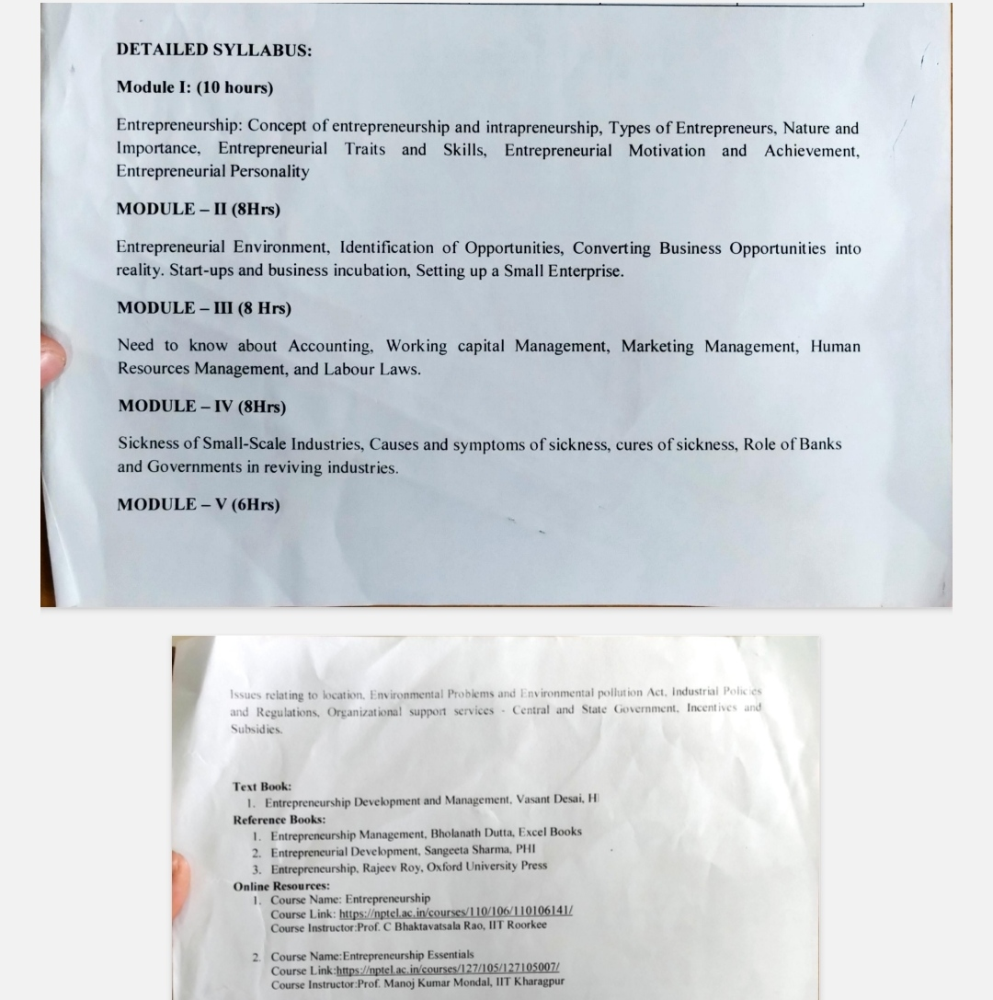 DETAILED SYLLABUS:
Module I: (10 hours)
Entrepreneurship: Concept of entrepreneurship and intrapreneurship, Types of Entrepreneurs, Nature and
Importance, Entrepreneurial Traits and Skills, Entrepreneurial Motivation and Achievement,
Entrepreneurial Personality
MODULE – II (8Hrs)
Entrepreneurial Environment, Identification of Opportunities, Converting Business Opportunities into
reality. Start-ups and business incubation, Setting up a Small Enterprise.
MODULE – III (8 Hrs)
Need to know about Accounting, Working capital Management, Marketing Management, Human
Resources Management, and Labour Laws.
MODULE – IV (8Hrs)
Sickness of Small-Scale Industries, Causes and symptoms of sickness, cures of sickness, Role of Banks
and Governments in reviving industries.
MODULE – V (6Hrs)
Issues relating to location, Environmental Problems and Environmental pollution Act, Industrial Policies
and Regulations, Organizational support services - Central and State Government, Incentives and
Subsidies.
Text Book:
1. Entrepreneurship Development and Management, Vasant Desai, H
Reference Books:
1. Entrepreneurship Management, Bholanath Dutta, Excel Books
2. Entrepreneurial Development, Sangeeta Sharma, PHI
3. Entrepreneurship, Rajeev Roy, Oxford University Press
Online Resources:
1. Course Name: Entrepreneurship
Course Link: https://nptel.ac.in/courses/110/106/110106141/
Course Instructor:Prof. C Bhaktavatsala Rao, IIT Roorkee
2. Course Name:Entrepreneurship Essentials
Course Link:https://nptel.ac.in/courses/127/105/127105007/
Course Instructor:Prof. Manoj Kumar Mondal, IIT Kharagpur